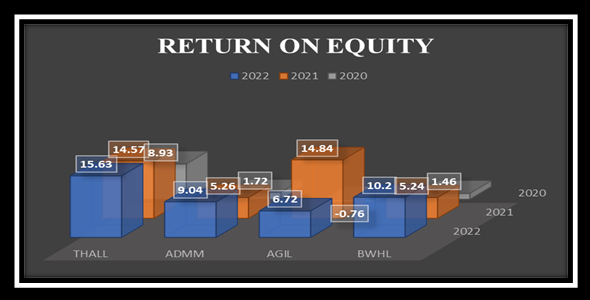 RETURN ON EQUITY
2022 2021 2020
14.57 8.93 14.84
15.63
9.04 5.26 1.72 6.72 -0.76 10.2 5.24 1.46
2020
2021
2022
THALL ADMM AGIL BWHL